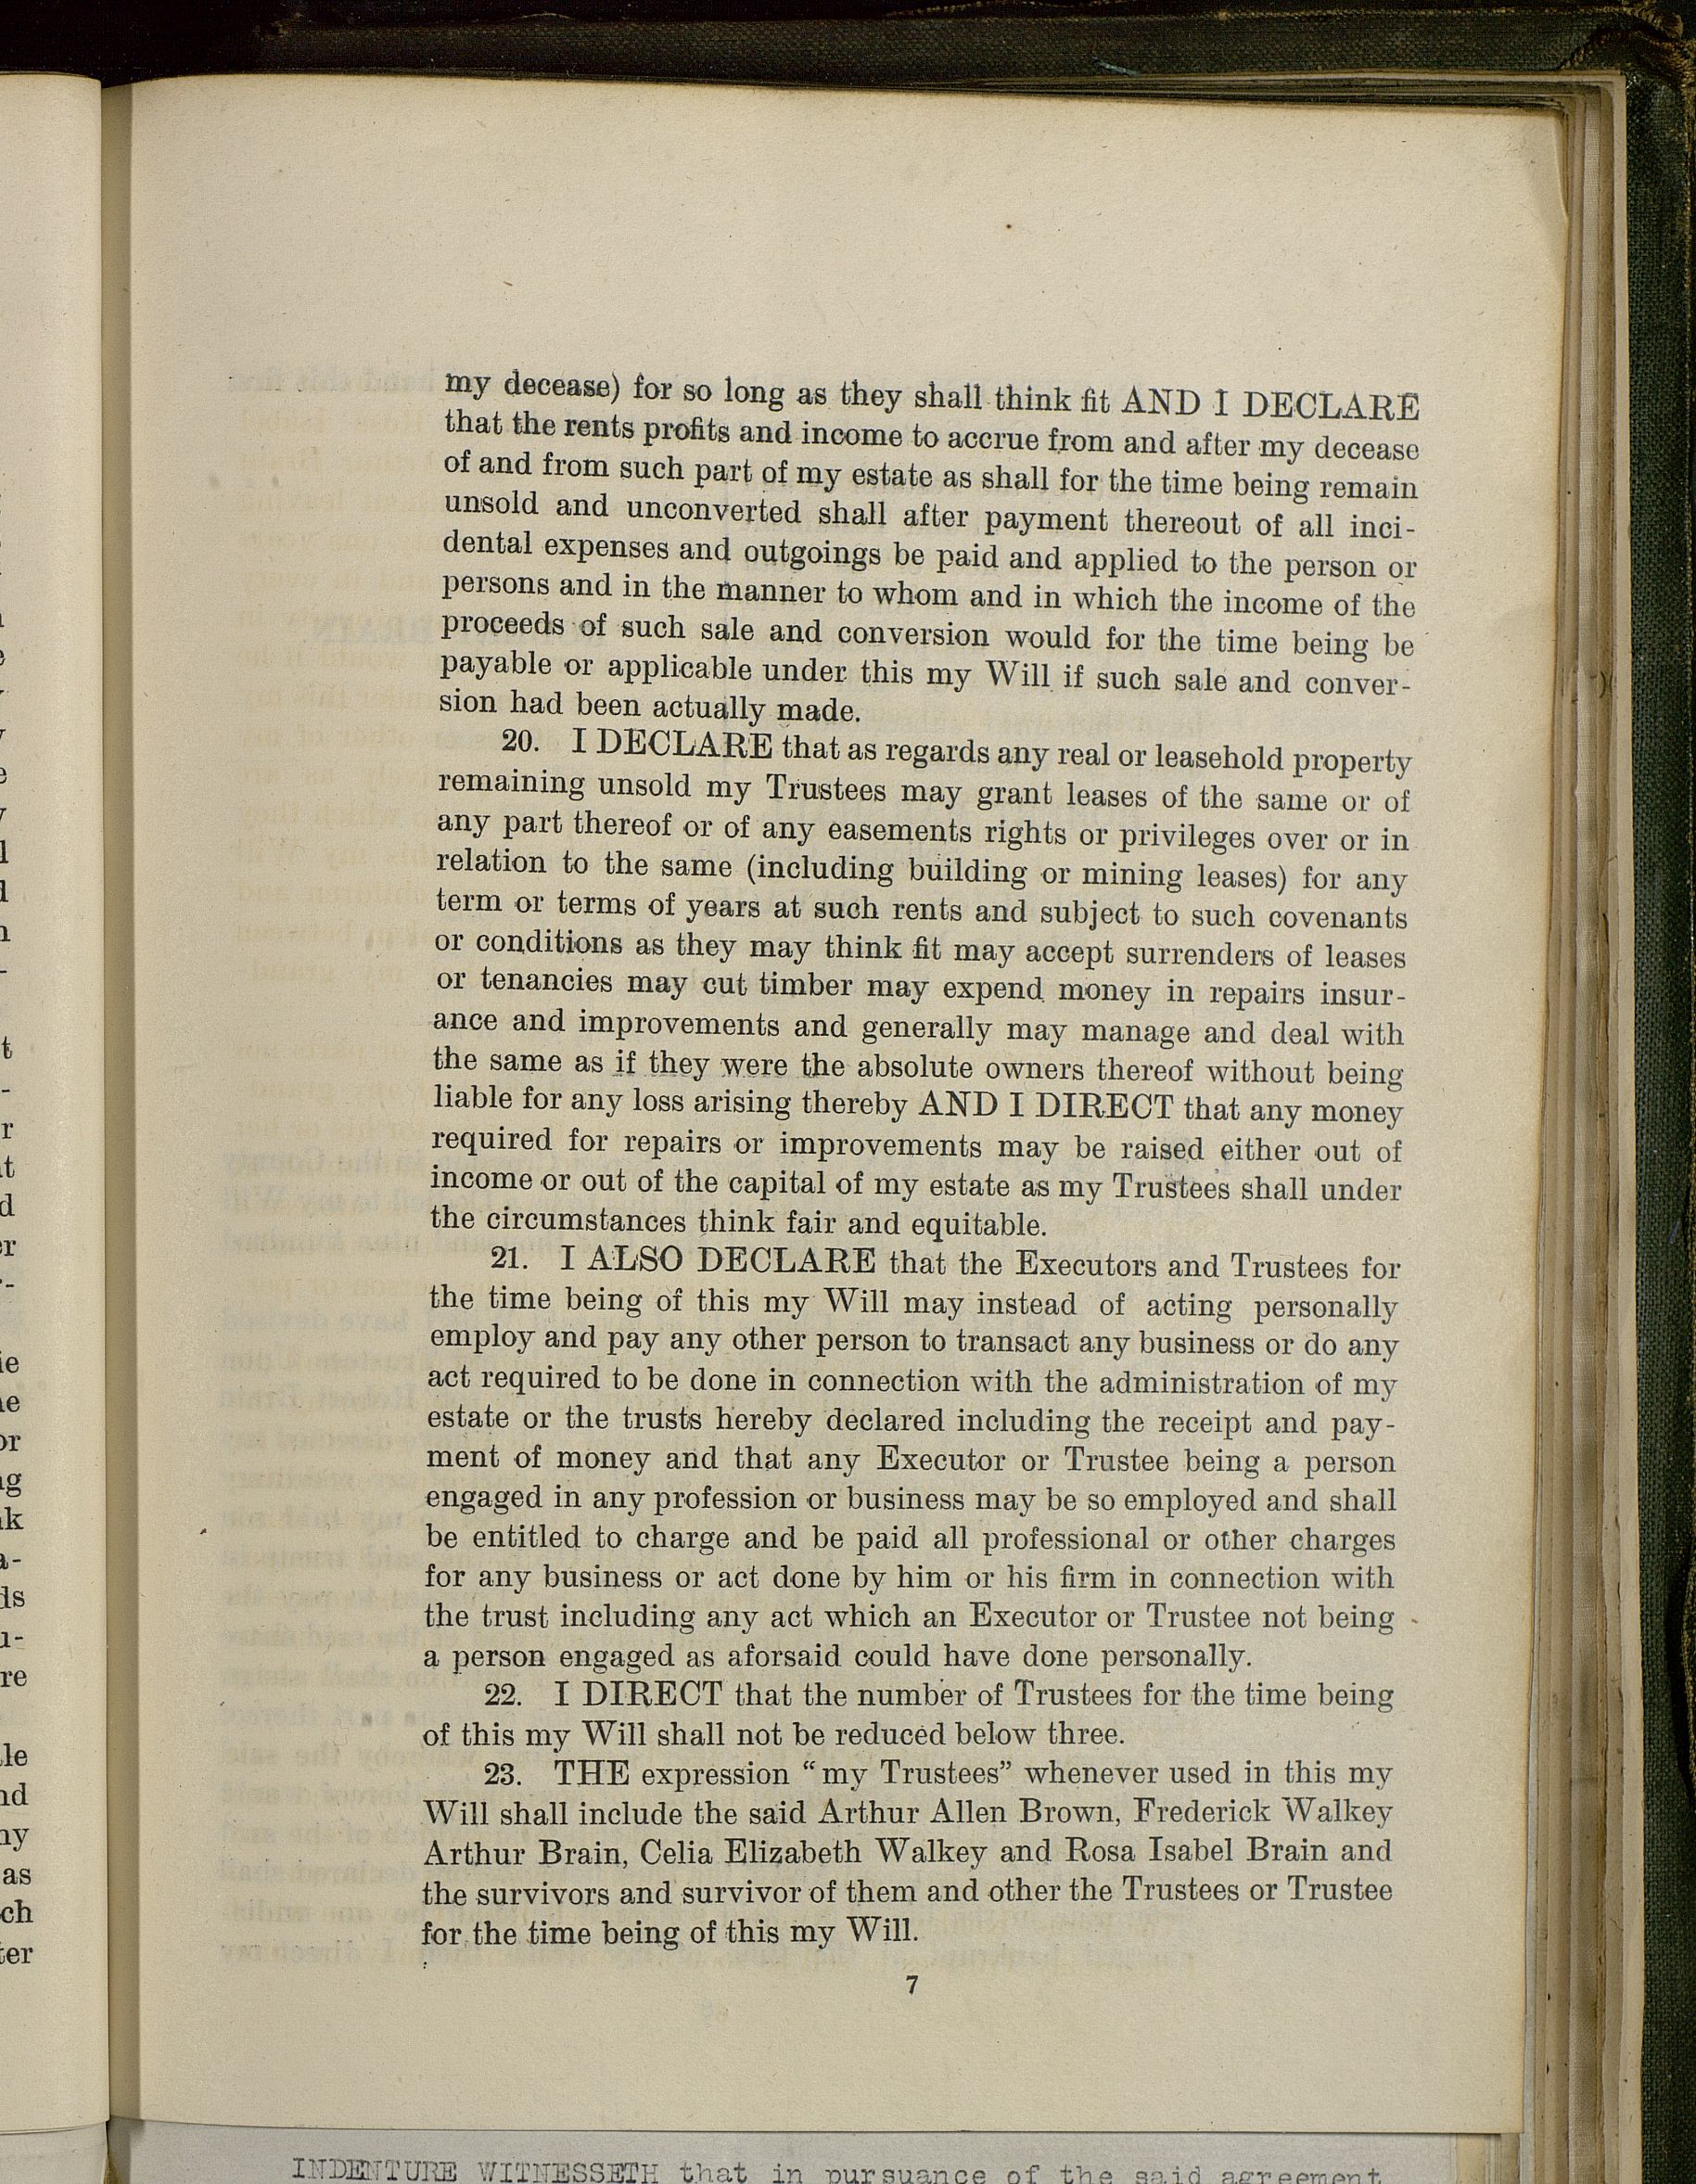 my decease) for so long as they shall think fit AND I DECLARE
that the rents profits and income to accrue from and after my decease
of and from such part of my estate as shall for the time being remain
unsold and unconverted shall after payment thereout of all inci-
dental expenses and outgoings be paid and applied to the person or
persons and in the manner to whom and in which the income of the
proceeds of such sale and conversion would for the time being be
payable or applicable under this my Will if such sale and conver-
sion had been actually made.
20. I DECLARE that as regards any real or leasehold property
remaining unsold my Trustees may grant leases of the same or of
any part thereof or of any easements rights or privileges over or in
relation to the same (including building or mining leases) for any
term or terms of years at such rents and subject to such covenants
or conditions as they may think fit may accept surrenders of leases
or tenancies may cut timber may expend money in repairs insur-
ance and improvements and generally may manage and deal with
the same as if they were the absolute owners thereof without being
liable for any loss arising thereby AND I DIRECT that any money
required for repairs or improvements may be raised either out of
income or out of the capital of my estate as my Trustees shall under
the circumstances think fair and equitable.
21. I ALSO DECLARE that the Executors and Trustees for
the time being of this my Will may instead of acting personally
employ and pay any other person to transact any business or do any
act required to be done in connection with the administration of my
estate or the trusts hereby declared including the receipt and pay-
ment of money and that any Executor or Trustee being a person
engaged in any profession or business may be so employed and shall
be entitled to charge and be paid all professional or other charges
for any business or act done by him or his firm in connection with
the trust including any act which an Executor or Trustee not being
a person engaged as aforsaid could have done personally.
22. I DIRECT that the number of Trustees for the time being
of this my Will shall not be reduced below three.
23. THE expression "my Trustees" whenever used in this my
Will shall include the said Arthur Allen Brown, Frederick Walkey
Arthur Brain, Celia Elizabeth Walkey and Rosa Isabel Brain and
the survivors and survivor of them and other the Trustees or Trustee
for the time being of this my Will.
7
INDENTURE WITNESSETH that in pursuance of the said agreement